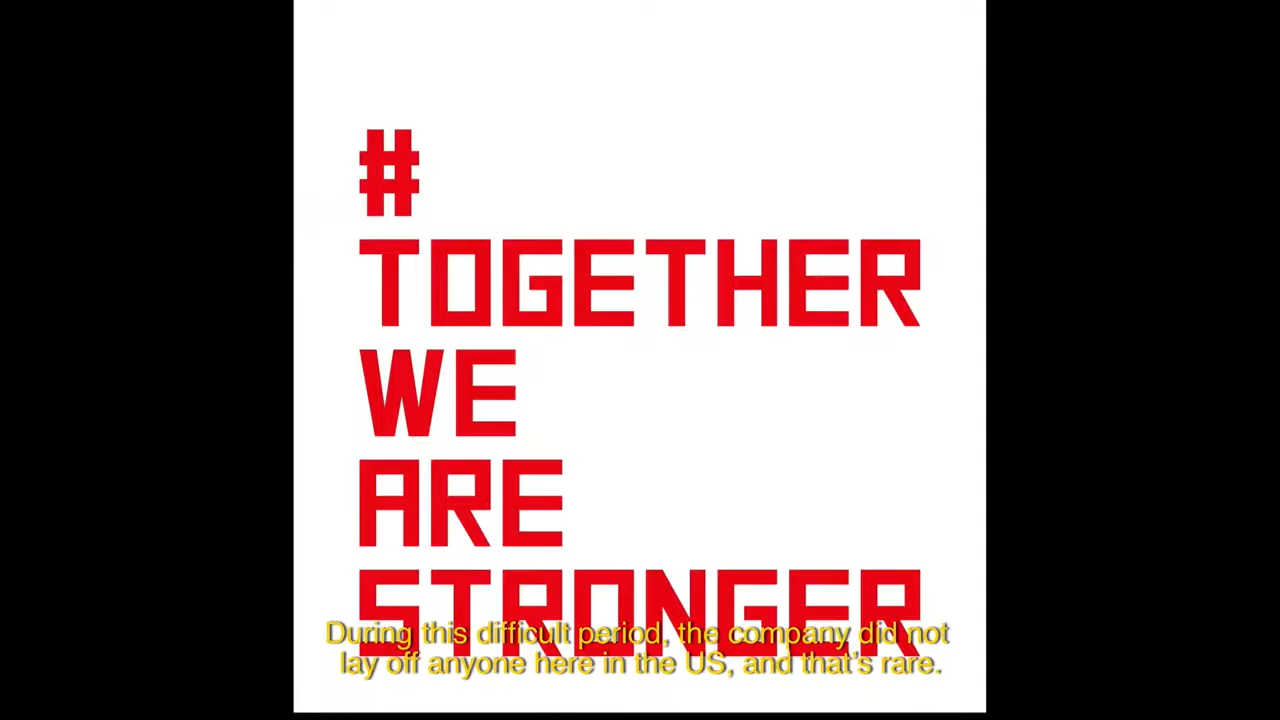 #
TOGETHER
WE
ARE
STRONGER
During this difficult period, the company did not
lay off anyone here in the US, and that's rare.